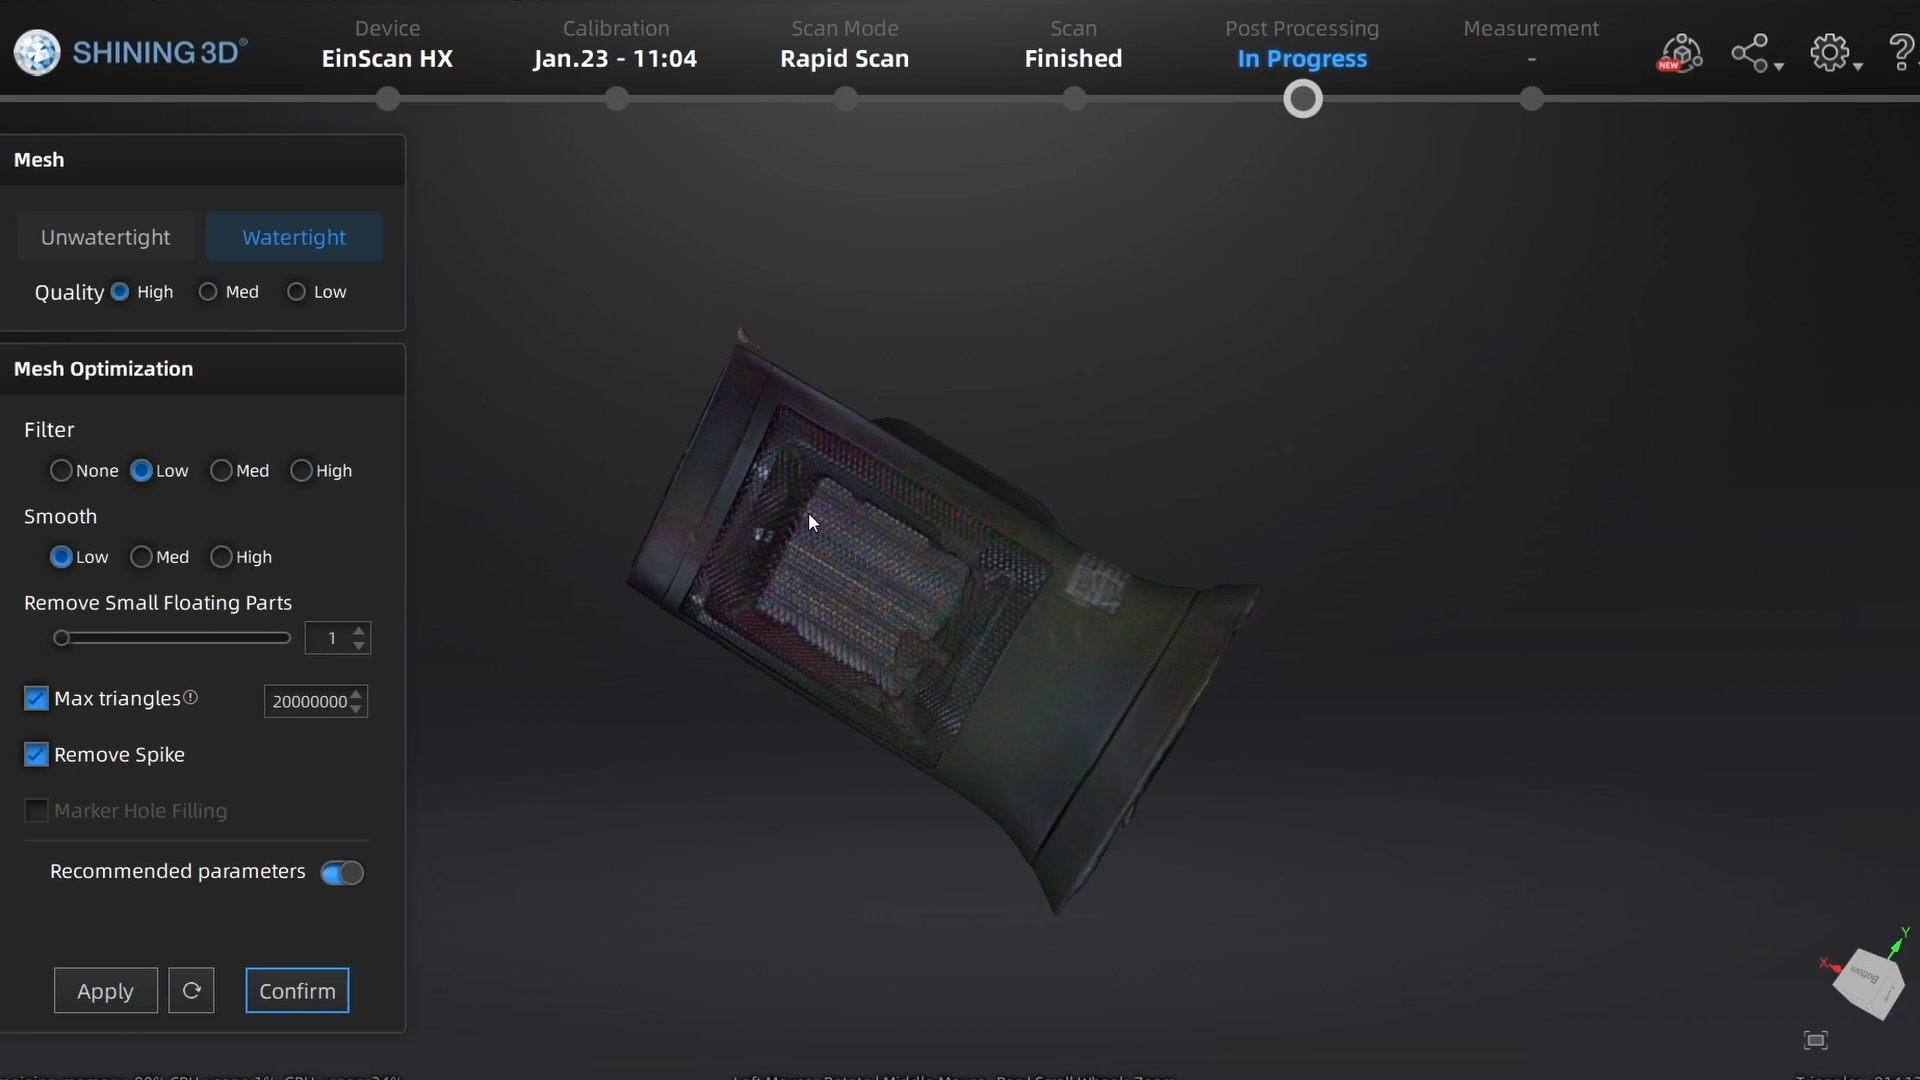 SHINING 3D®
Device
EinScan HX
Calibration
Jan.23 - 11:04
Scan Mode
Rapid Scan
Scan
Finished
Post Processing
In Progress
Measurement
-
NEW
?
Mesh
Unwatertight Watertight
Quality High Med Low
Mesh Optimization
Filter
None Low Med High
Smooth
Low Med High
Remove Small Floating Parts
1
Max triangles 20000000
Remove Spike
Marker Hole Filling
Recommended parameters
Apply Confirm
Y
X
Bottom